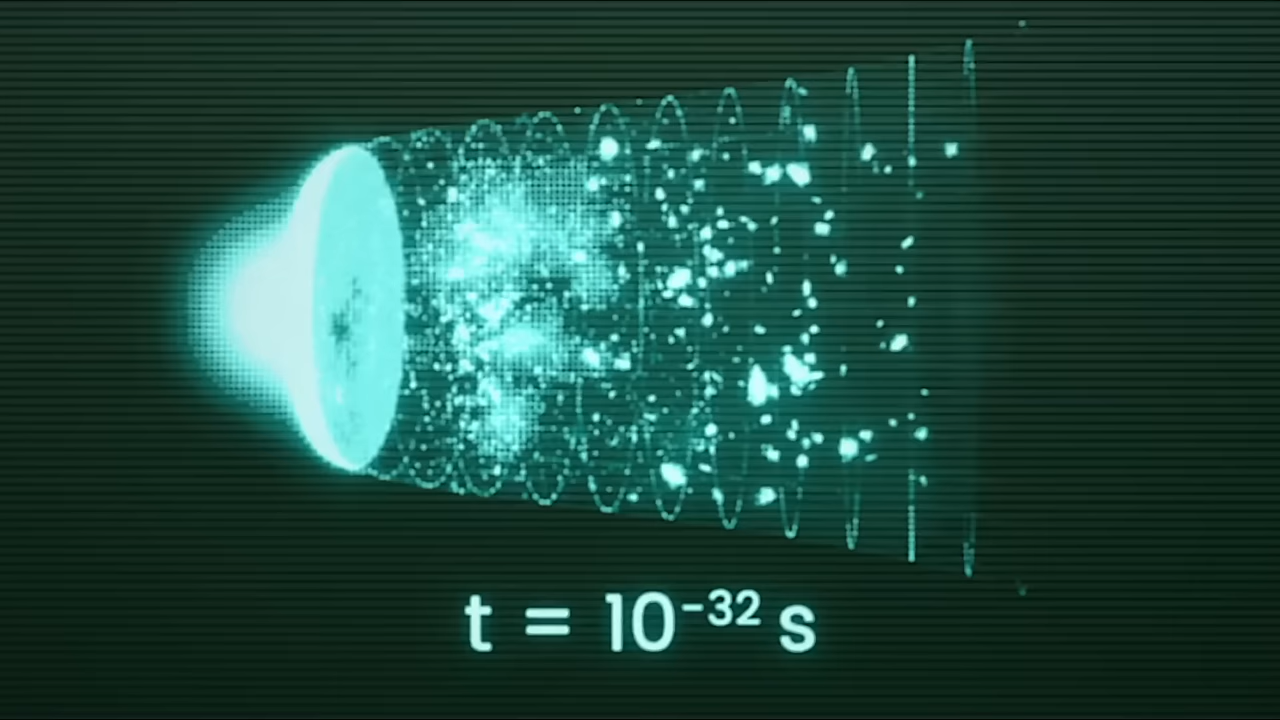 t = 10⁻³² s